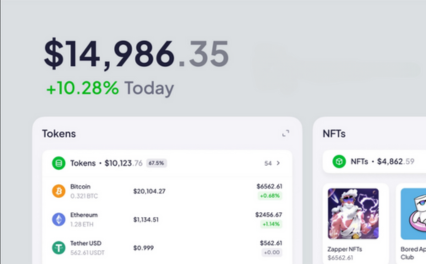 $14,986.35
+10.28% Today
Tokens
Tokens • $10,123.76 67.5%
54 >
Bitcoin
0.321 BTC
$20,104.27
$6562.61
+0.68%
Ethereum
1.28 ETH
$1,134.51
$2456.67
+1.14%
Tether USD
562.61 USDT
$0.999
$562.61
+0.00
NFTs
NFTs • $4,862.59
Zapper NFTs
$6562.61
Bored Ap
Club